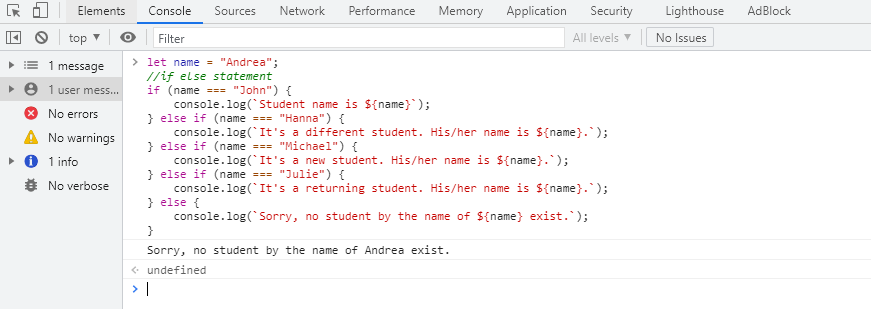 Elements Console Sources Network Performance Memory Application Security Lighthouse AdBlock
top ▼ Filter All levels ▼ No Issues
1 message
1 user mess...
No errors
No warnings
1 info
No verbose
let name = "Andrea";
//if else statement
if (name === "John") {
    console.log(`Student name is ${name}`);
} else if (name === "Hanna") {
    console.log(`It's a different student. His/her name is ${name}.`);
} else if (name === "Michael") {
    console.log(`It's a new student. His/her name is ${name}.`);
} else if (name === "Julie") {
    console.log(`It's a returning student. His/her name is ${name}.`);
} else {
    console.log(`Sorry, no student by the name of ${name} exist.`);
}
Sorry, no student by the name of Andrea exist.
undefined